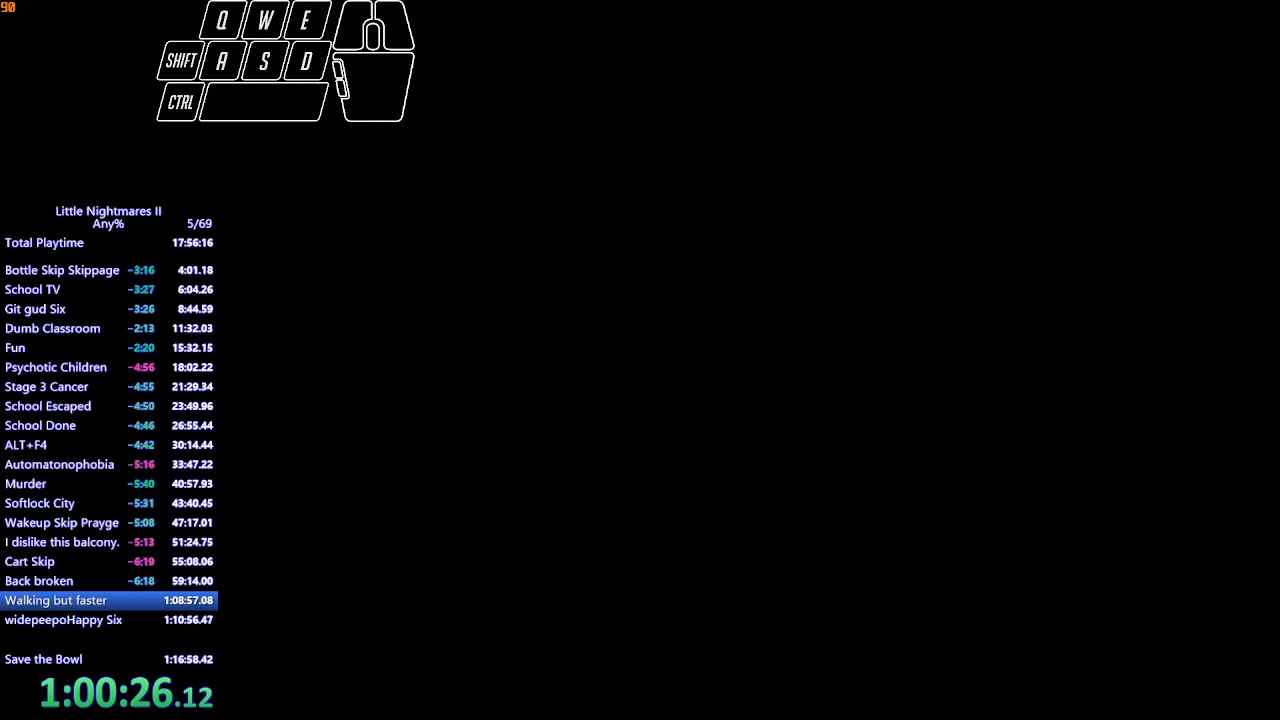 90
Q W E
SHIFT A S D
CTRL
Little Nightmares II
Any% 5/69
Total Playtime 17:56:16
Bottle Skip Skippage -3:16 4:01.18
School TV -3:27 6:04.26
Git gud Six -3:26 8:44.59
Dumb Classroom -2:13 11:32.03
Fun -2:20 15:32.15
Psychotic Children -4:56 18:02.22
Stage 3 Cancer -4:55 21:29.34
School Escaped -4:50 23:49.96
School Done -4:46 26:55.44
ALT+F4 -4:42 30:14.44
Automatonophobia -5:16 33:47.22
Murder -5:40 40:57.93
Softlock City -5:31 43:40.45
Wakeup Skip Prayge -5:08 47:17.01
I dislike this balcony. -5:13 51:24.75
Cart Skip -6:19 55:08.06
Back broken -6:18 59:14.00
Walking but faster 1:08:57.08
widepeepoHappy Six 1:10:56.47
Save the Bowl 1:16:58.42
1:00:26.12